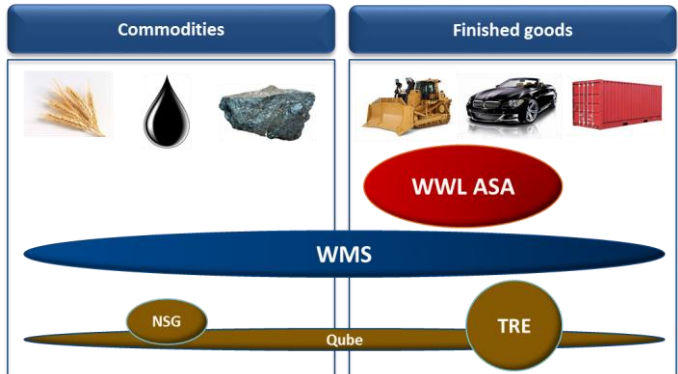 Commodities
Finished goods
WWL ASA
WMS
NSG
TRE
Qube